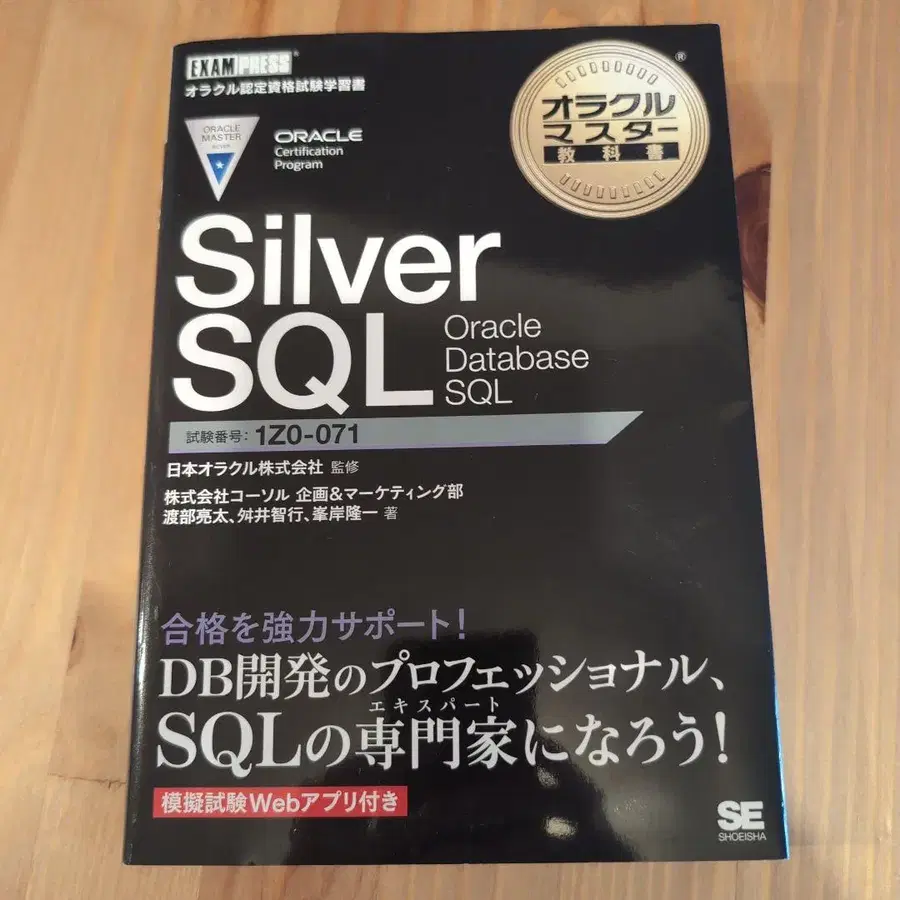 EXAMPRESS®
オラクル認定資格試験学習書
ORACLE
MASTER
SILVER
ORACLE
Certification
Program
®
オラクル
マスター
教科書
Silver
SQL
Oracle
Database
SQL
試験番号：1Z0-071
日本オラクル株式会社 監修
株式会社コーソル 企画&マーケティング部
渡部亮太、舛井智行、峯岸隆一 著
合格を強力サポート！
DB開発のプロフェッショナル、
エキスパート
SQLの専門家になろう！
模擬試験Webアプリ付き
SE
SHOEISHA